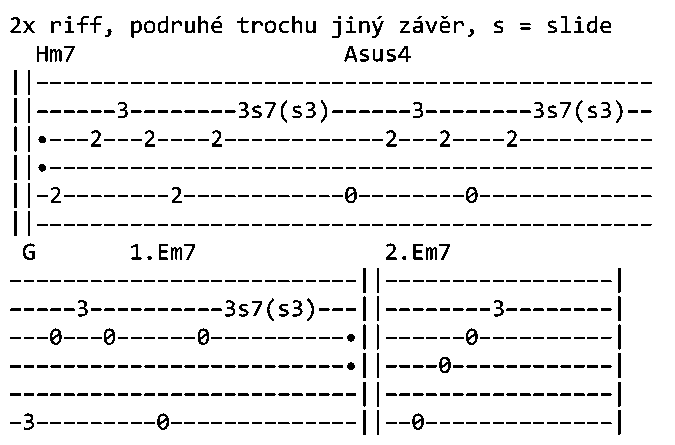 2x riff, podruhé trochu jiný závěr, s = slide
  Hm7                    Asus4
||----------------------------------------------
||------3--------3s7(s3)------3--------3s7(s3)--
||•---2---2----2------------2---2----2----------
||•---------------------------------------------
||-2--------2------------0--------0-------------
||----------------------------------------------
 G       1.Em7              2.Em7
--------------------------||-----------------|
-----3----------3s7(s3)---||--------3--------|
---0---0------0----------•||------0----------|
-------------------------•||----0------------|
--------------------------||-----------------|
-3---------0--------------||--0--------------|